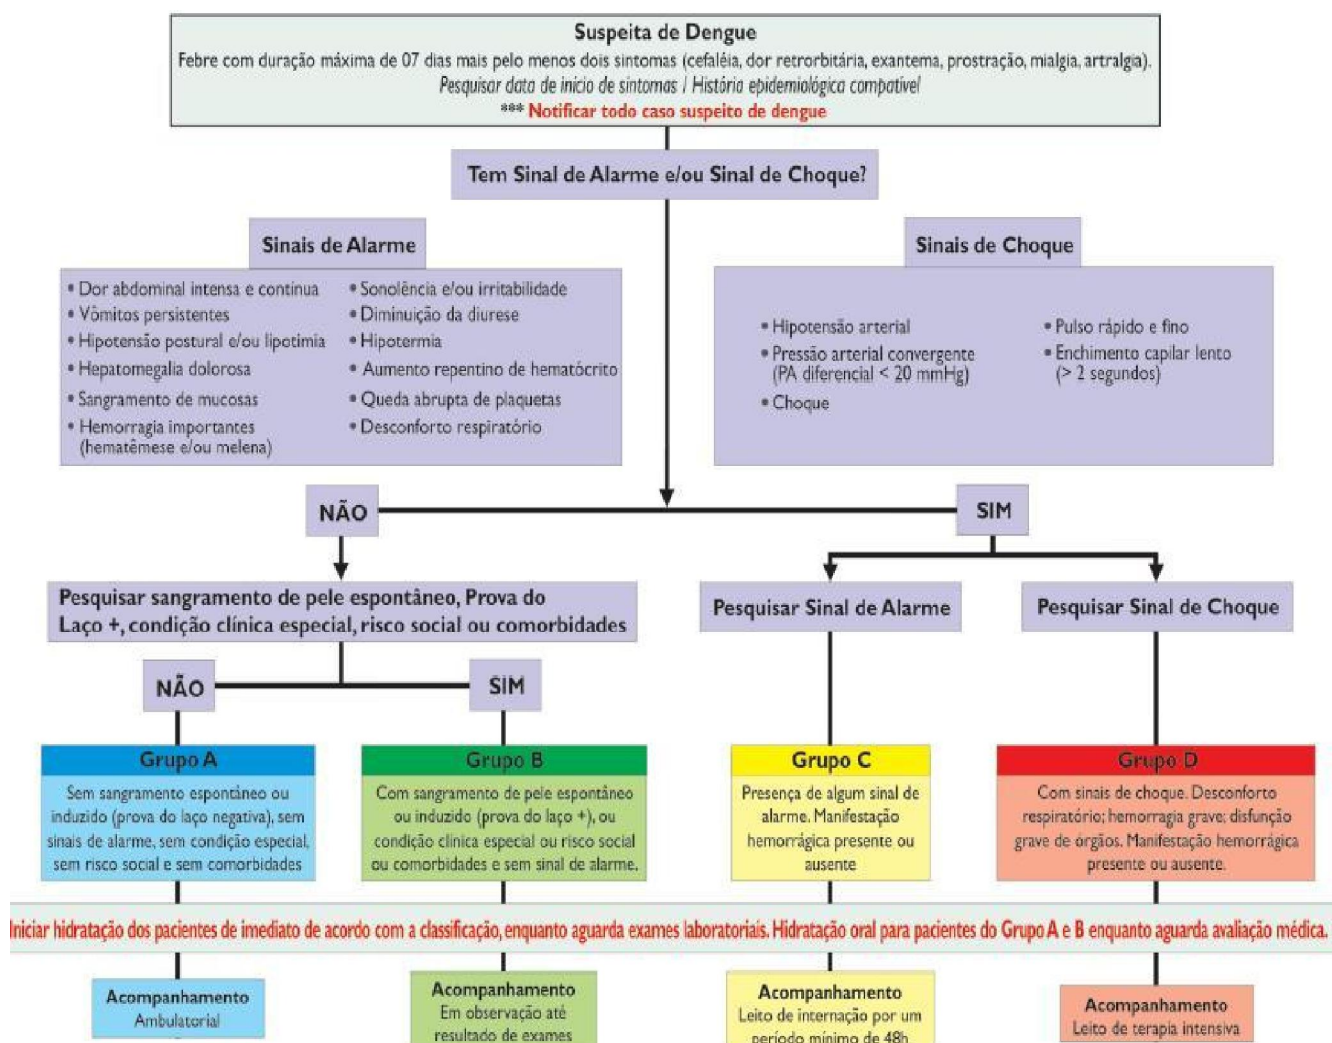 Suspeita de Dengue
Febre com duração máxima de 07 dias mais pelo menos dois sintomas (cefaléia, dor retrorbitária, exantema, prostração, mialgia, artralgia).
Pesquisar data de início de sintomas / História epidemiológica compatível
*** Notificar todo caso suspeito de dengue
Tem Sinal de Alarme e/ou Sinal de Choque?
Sinais de Alarme
• Dor abdominal intensa e contínua
• Vômitos persistentes
• Hipotensão postural e/ou lipotimia
• Hepatomegalia dolorosa
• Sangramento de mucosas
• Hemorragia importantes
(hematêmese e/ou melena)
• Sonolência e/ou irritabilidade
• Diminuição da diurese
• Hipotermia
• Aumento repentino de hematócrito
• Queda abrupta de plaquetas
• Desconforto respiratório
Sinais de Choque
• Hipotensão arterial
• Pressão arterial convergente
(PA diferencial < 20 mmHg)
• Choque
• Pulso rápido e fino
• Enchimento capilar lento
(> 2 segundos)
NÃO
SIM
Pesquisar sangramento de pele espontâneo, Prova do
Laço +, condição clínica especial, risco social ou comorbidades
Pesquisar Sinal de Alarme
Pesquisar Sinal de Choque
NÃO
SIM
Grupo A
Sem sangramento espontâneo ou
induzido (prova do laço negativa), sem
sinais de alarme, sem condição especial,
sem risco social e sem comorbidades
Grupo B
Com sangramento de pele espontâneo
ou induzido (prova do laço +), ou
condição clínica especial ou risco social
ou comorbidades e sem sinal de alarme.
Grupo C
Presença de algum sinal de
alarme. Manifestação
hemorrágica presente ou
ausente
Grupo D
Com sinais de choque. Desconforto
respiratório; hemorragia grave; disfunção
grave de órgãos. Manifestação hemorrágica
presente ou ausente.
Iniciar hidratação dos pacientes de imediato de acordo com a classificação, enquanto aguarda exames laboratoriais. Hidratação oral para pacientes do Grupo A e B enquanto aguarda avaliação médica.
Acompanhamento
Ambulatorial
Acompanhamento
Em observação até
resultado de exames
Acompanhamento
Leito de internação por um
período mínimo de 48h
Acompanhamento
Leito de terapia intensiva